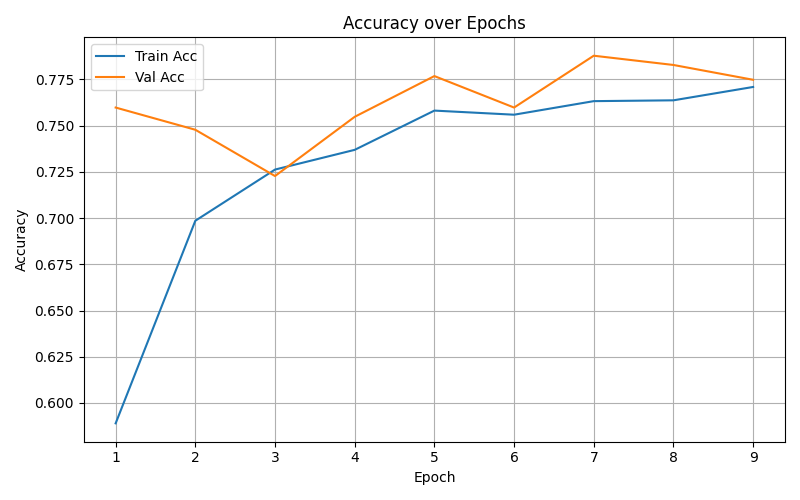 Accuracy over Epochs
Train Acc
Val Acc
0.775
0.750
0.725
0.700
0.675
0.650
0.625
0.600
Accuracy
1 2 3 4 5 6 7 8 9
Epoch